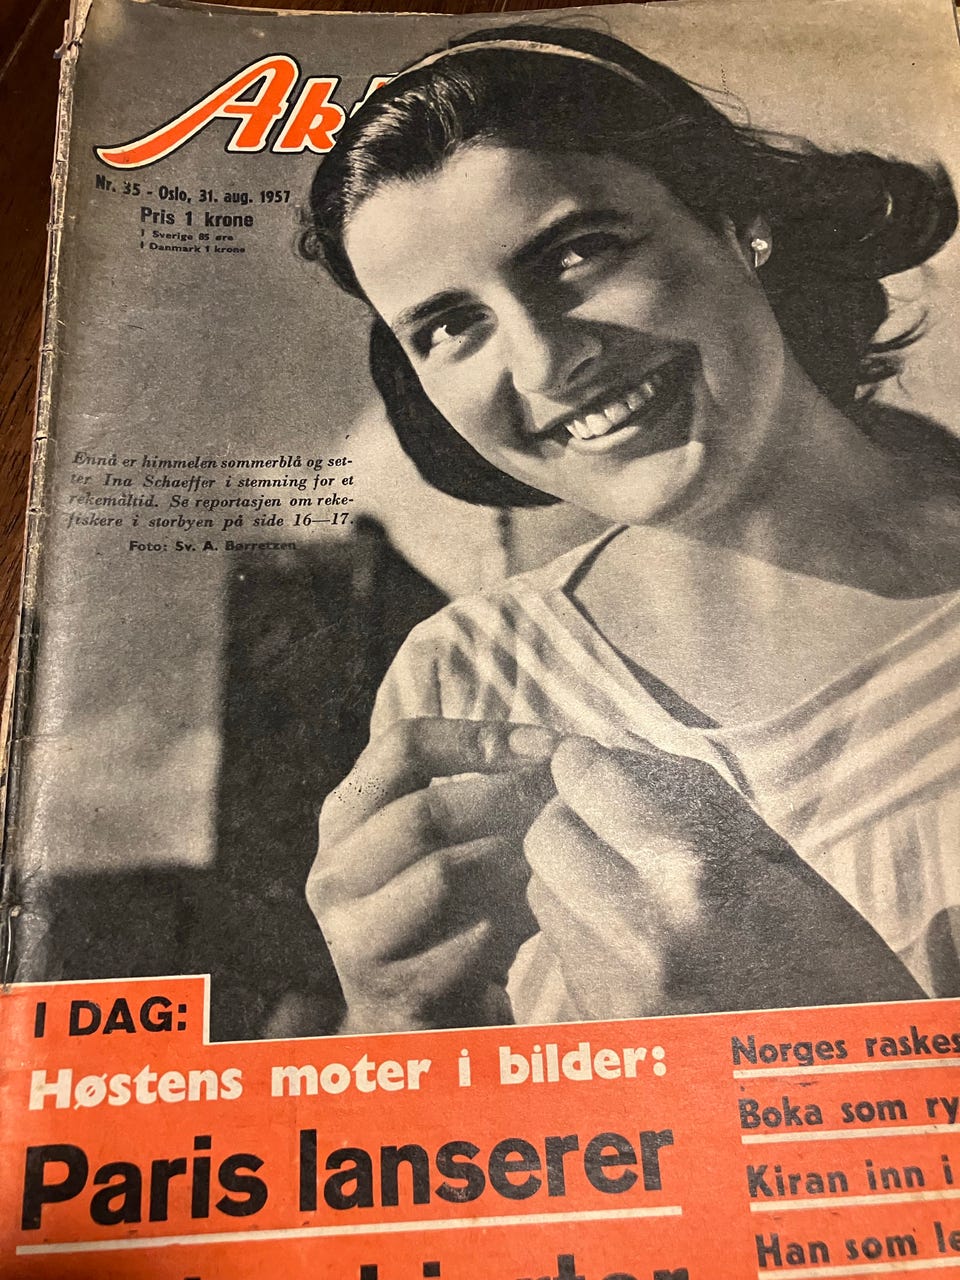 Akt
Nr. 35 - Oslo, 31. aug. 1957
Pris 1 krone
I Sverige 85 øre
I Danmark 1 krone
Ennå er himmelen sommerblå og set-
ter Ina Schaeffer i stemning for et
rekemåltid. Se reportasjen om reke-
fiskere i storbyen på side 16—17.
Foto: Sv. A. Børretzen
I DAG:
Høstens moter i bilder:
Paris lanserer
Norges raskes
Boka som ry
Kiran inn i
Han som le